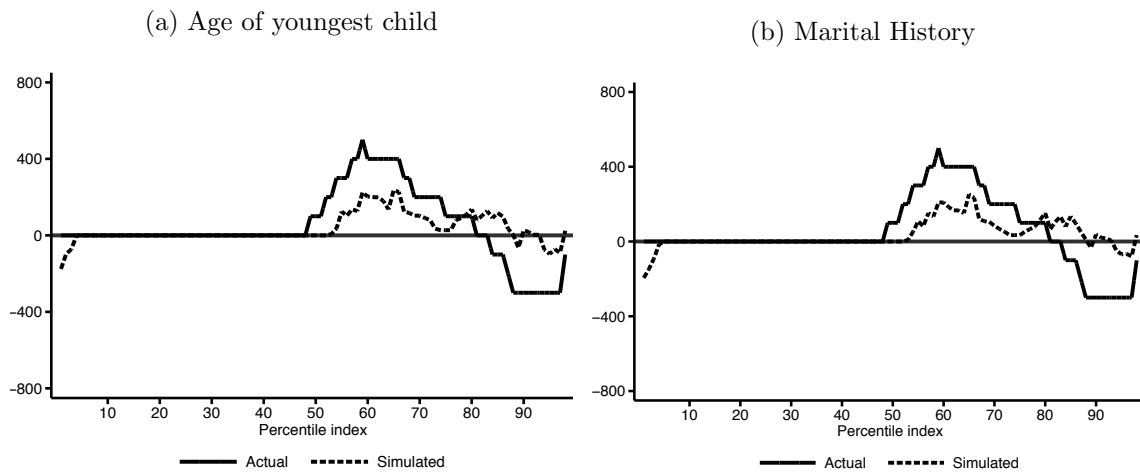 (a) Age of youngest child
800
400
0
−400
−800
10 20 30 40 50 60 70 80 90
Percentile index
Actual Simulated
(b) Marital History
800
400
0
−400
−800
10 20 30 40 50 60 70 80 90
Percentile index
Actual Simulated